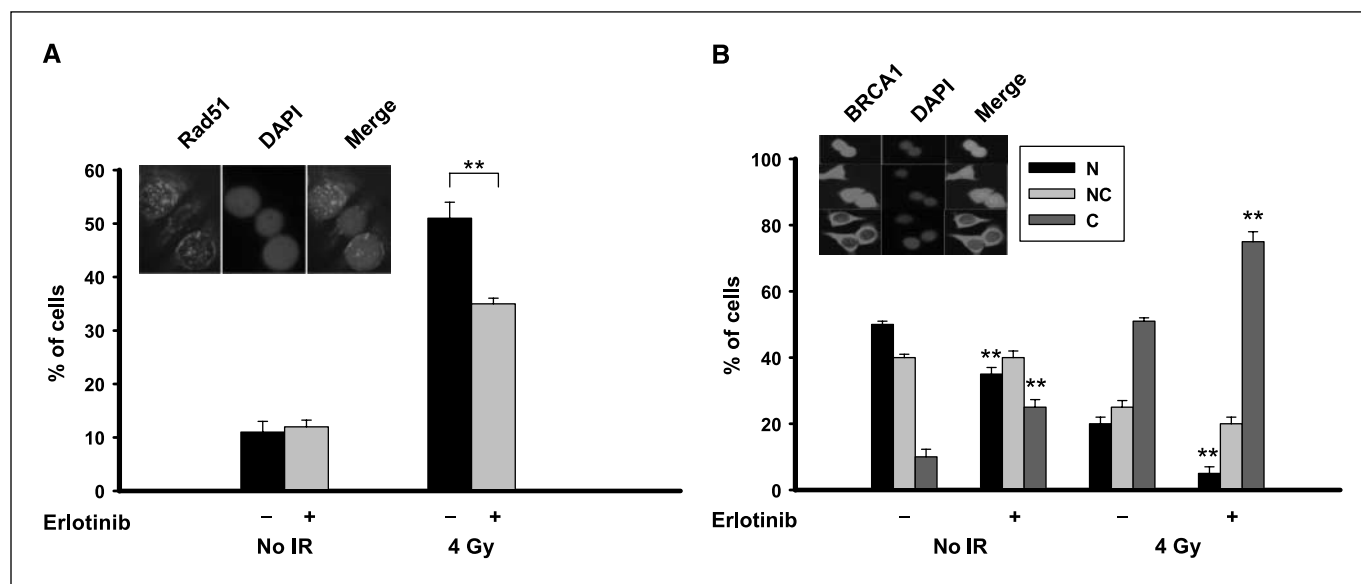 A
Rad51 DAPI Merge
60
50
40
30
20
10
0
% of cells
**
Erlotinib – + – +
No IR 4 Gy
B
BRCA1 DAPI Merge
N
NC
C
100
80
60
40
20
0
% of cells
**
**
**
**
Erlotinib – + – +
No IR 4 Gy